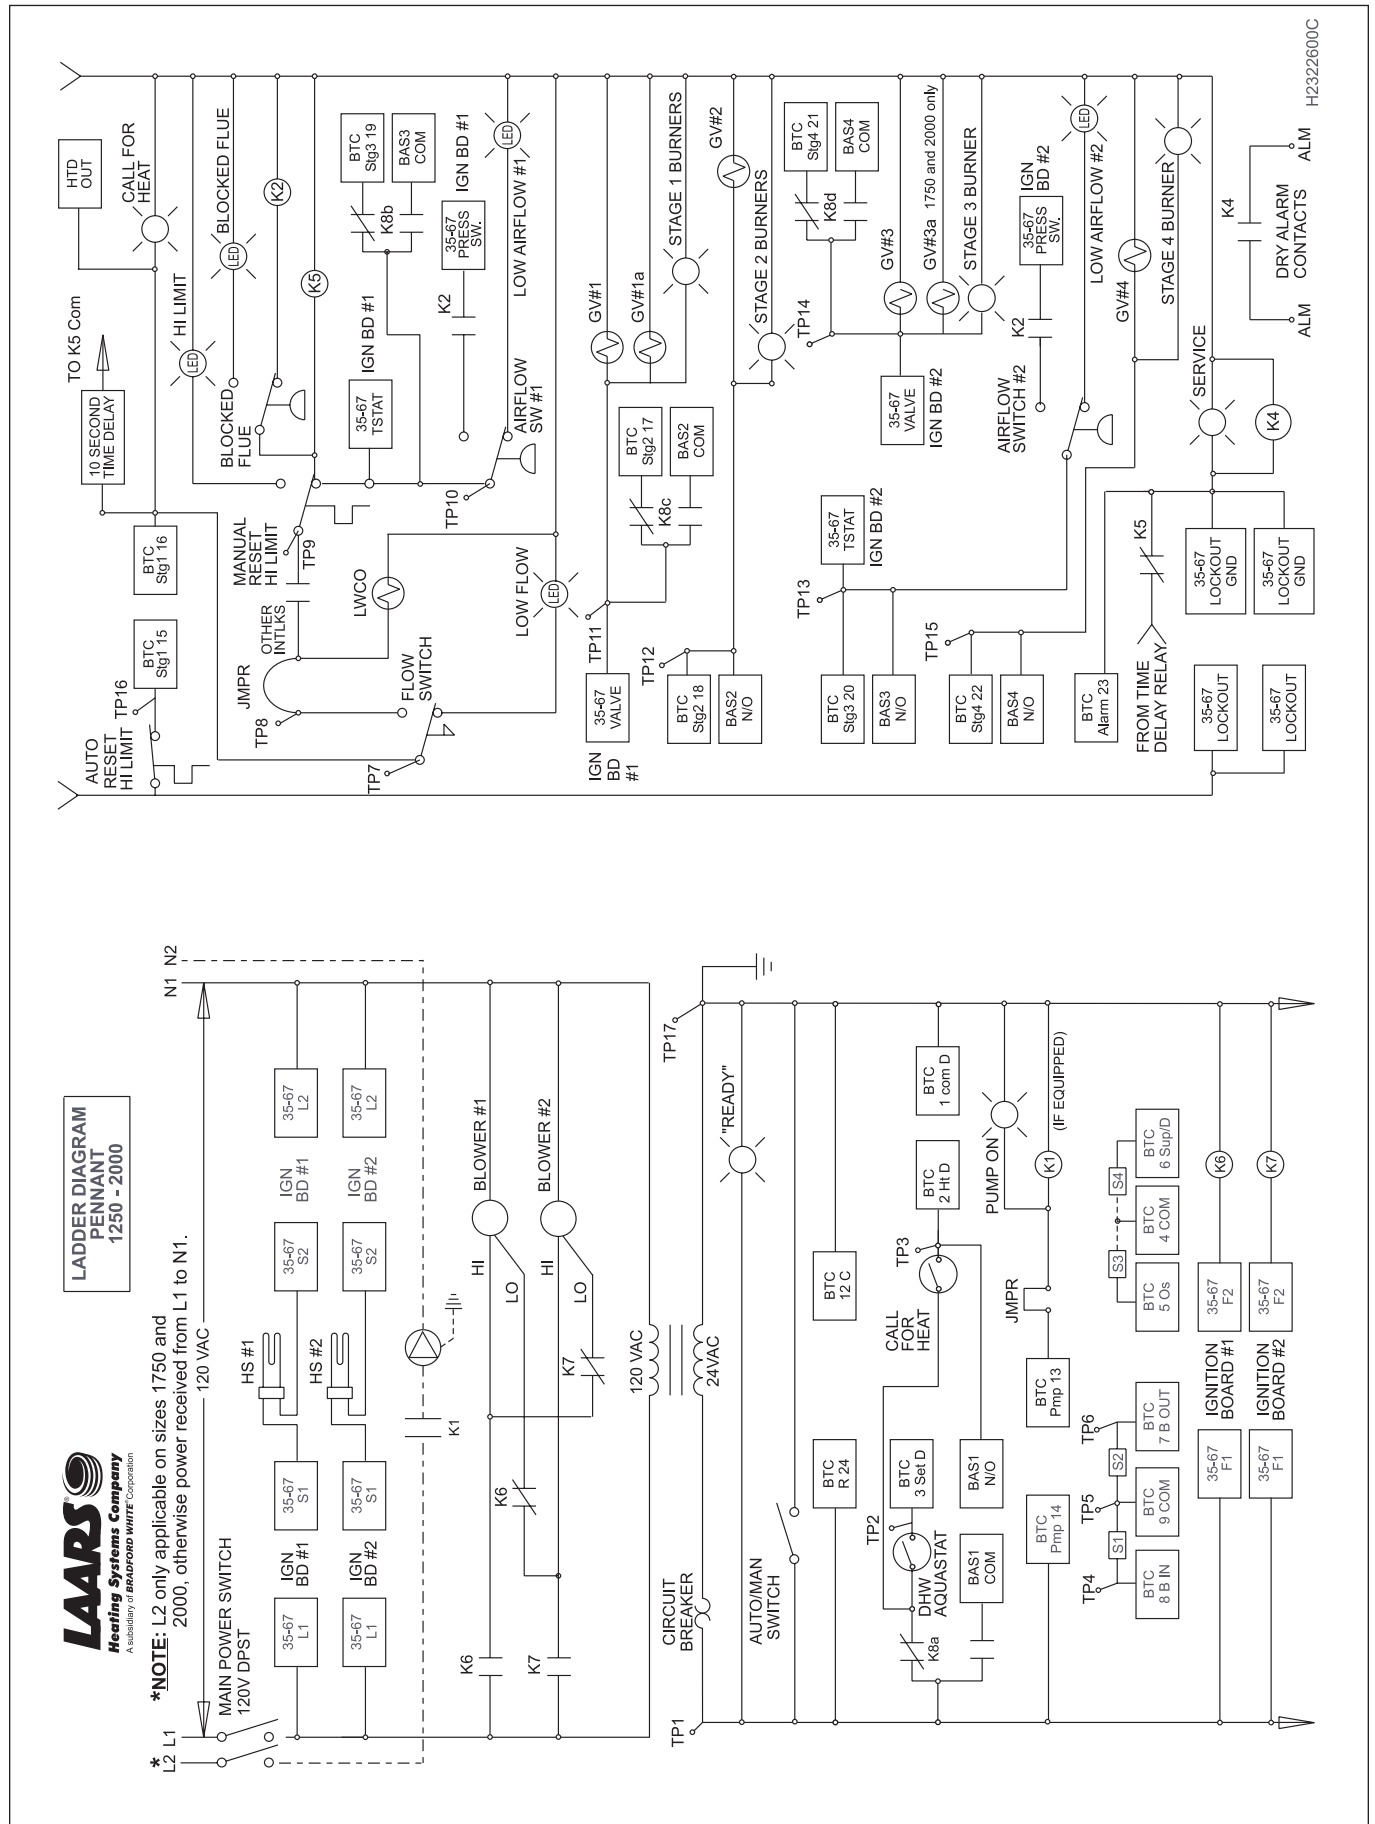 LAARS®
Heating Systems Company
A subsidiary of BRADFORD WHITE® Corporation
LADDER DIAGRAM
PENNANT
1250 - 2000
*NOTE: L2 only applicable on sizes 1750 and
2000, otherwise power received from L1 to N1.
*
L2
L1
120 VAC
N1
N2
MAIN POWER SWITCH
120V DPST
35-67
L1
IGN
BD #1
35-67
S1
HS #1
35-67
S2
IGN
BD #1
35-67
L2
35-67
L1
IGN
BD #2
35-67
S1
HS #2
35-67
S2
IGN
BD #2
35-67
L2
K1
K6
K6
HI
LO
BLOWER #1
K7
K7
HI
LO
BLOWER #2
120 VAC
24VAC
CIRCUIT
BREAKER
TP1
TP17
"READY"
AUTO/MAN
SWITCH
BTC
R 24
BTC
12 C
K8a
DHW
AQUASTAT
TP2
BTC
3 Set D
CALL
FOR
HEAT
TP3
BTC
2 Ht D
BTC
1 com D
BAS1
COM
BAS1
N/O
PUMP ON
BTC
Pmp 14
BTC
Pmp 13
JMPR
K1
(IF EQUIPPED)
TP4
TP5
TP6
BTC
8 B IN
S1
BTC
9 COM
S2
BTC
7 B OUT
BTC
5 Os
S3
BTC
4 COM
S4
BTC
6 Sup/D
35-67
F1
IGNITION
BOARD #1
35-67
F2
K6
35-67
F1
IGNITION
BOARD #2
35-67
F2
K7
HTD
OUT
AUTO
RESET
HI LIMIT
TP16
BTC
Stg1 15
BTC
Stg1 16
10 SECOND
TIME DELAY
TO K5 Com
CALL FOR
HEAT
HI LIMIT
LED
BLOCKED FLUE
LED
BLOCKED
FLUE
K2
K5
MANUAL
RESET
HI LIMIT
TP9
OTHER
INTLKS
JMPR
TP8
LWCO
FLOW
SWITCH
TP7
LOW FLOW
LED
35-67
TSTAT
IGN BD #1
BTC
Stg3 19
BAS3
COM
K8b
TP10
K2
35-67
PRESS
SW.
IGN BD #1
AIRFLOW
SW #1
LOW AIRFLOW #1
LED
35-67
VALVE
IGN
BD
#1
TP11
GV#1
GV#1a
STAGE 1 BURNERS
BTC
Stg2 17
BAS2
COM
K8c
TP12
BTC
Stg2 18
BAS2
N/O
GV#2
STAGE 2 BURNERS
BTC
Stg4 21
BAS4
COM
K8d
TP14
35-67
VALVE
IGN BD #2
GV#3
GV#3a 1750 and 2000 only
STAGE 3 BURNER
TP13
35-67
TSTAT
IGN BD #2
BTC
Stg3 20
BAS3
N/O
AIRFLOW
SWITCH #2
K2
35-67
PRESS
SW.
IGN
BD #2
LOW AIRFLOW #2
LED
TP15
BTC
Stg4 22
BAS4
N/O
GV#4
STAGE 4 BURNER
BTC
Alarm 23
FROM TIME
DELAY RELAY
K5
SERVICE
K4
35-67
LOCKOUT
35-67
LOCKOUT
GND
35-67
LOCKOUT
35-67
LOCKOUT
GND
ALM
K4
ALM
DRY ALARM
CONTACTS
H2322600C